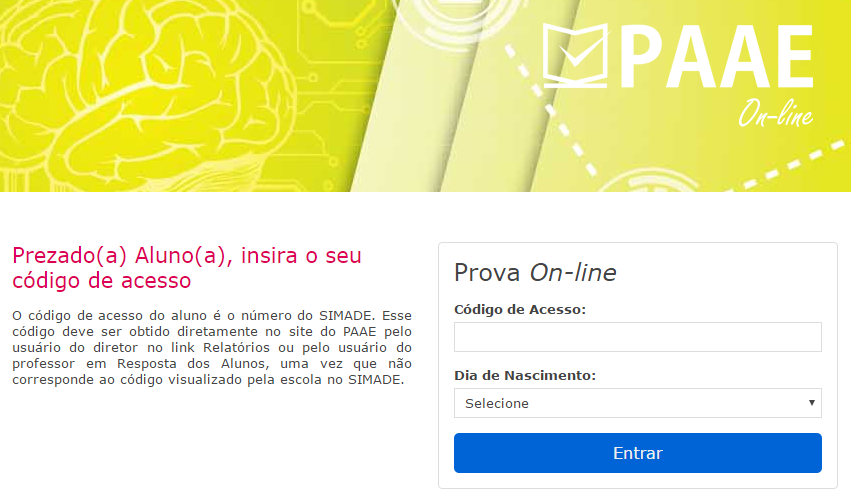 PAAE
On-line
Prezado(a) Aluno(a), insira o seu
código de acesso
O código de acesso do aluno é o número do SIMADE. Esse
código deve ser obtido diretamente no site do PAAE pelo
usuário do diretor no link Relatórios ou pelo usuário do
professor em Resposta dos Alunos, uma vez que não
corresponde ao código visualizado pela escola no SIMADE.
Prova On-line
Código de Acesso:
Dia de Nascimento:
Selecione
Entrar